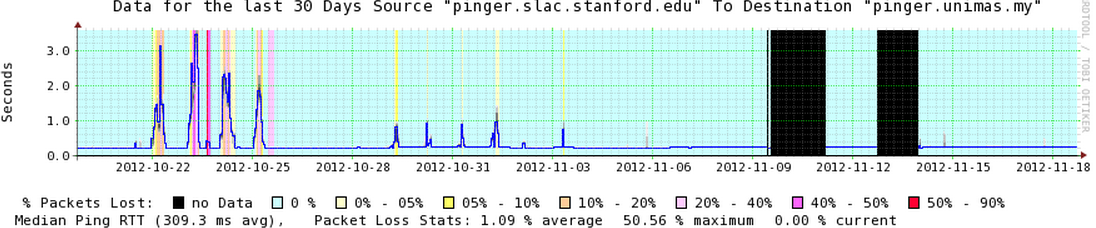 Data for the last 30 Days Source "pinger.slac.stanford.edu" To Destination "pinger.unimas.my"
RDTOOL / TOBI OETIKER
Seconds
3.0
2.0
1.0
0.0
2012-10-22 2012-10-25 2012-10-28 2012-10-31 2012-11-03 2012-11-06 2012-11-09 2012-11-12 2012-11-15 2012-11-18
% Packets Lost: no Data 0 % 0% - 05% 05% - 10% 10% - 20% 20% - 40% 40% - 50% 50% - 90%
Median Ping RTT (309.3 ms avg), Packet Loss Stats: 1.09 % average 50.56 % maximum 0.00 % current